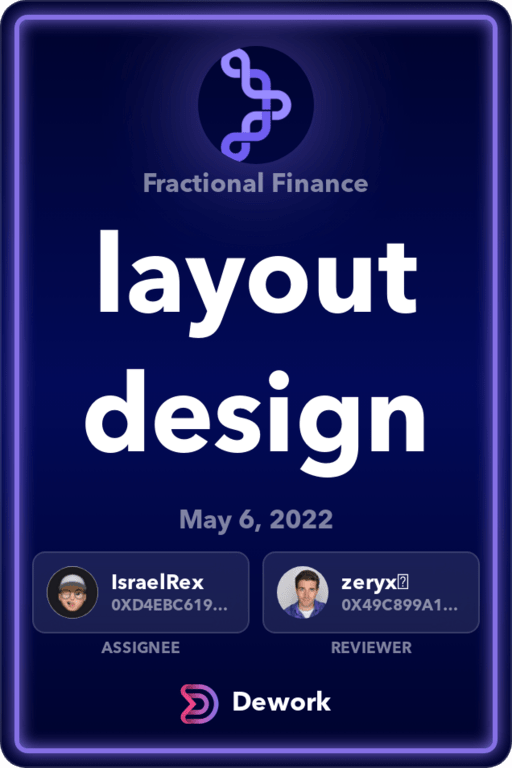 Fractional Finance
layout
design
May 6, 2022
IsraelRex
0XD4EBC619...
ASSIGNEE
zeryx
0X49C899A1...
REVIEWER
Dework